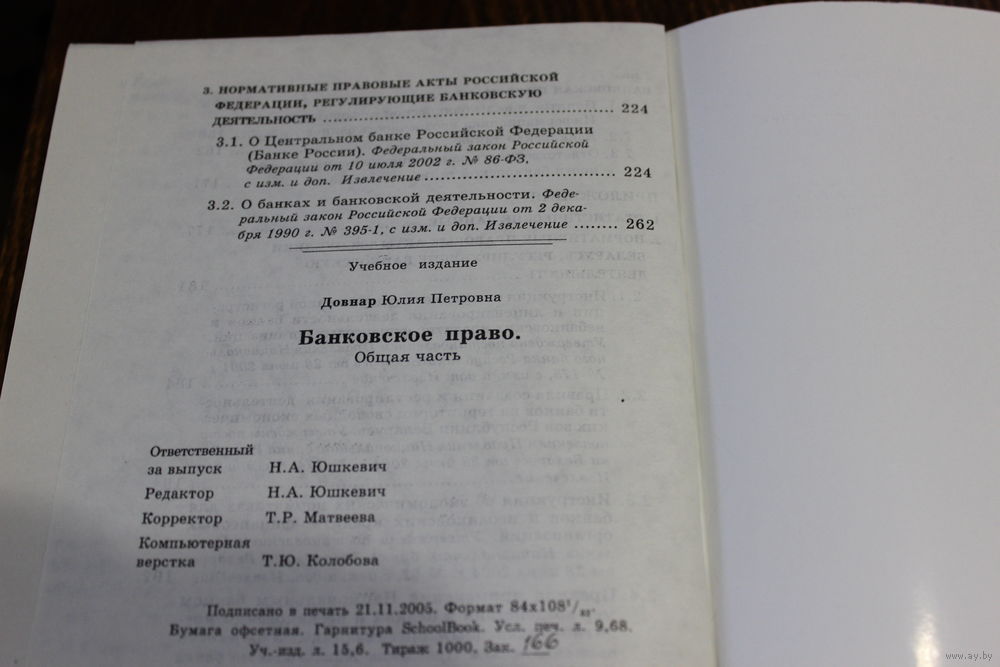 3. НОРМАТИВНЫЕ ПРАВОВЫЕ АКТЫ РОССИЙСКОЙ
ФЕДЕРАЦИИ, РЕГУЛИРУЮЩИЕ БАНКОВСКУЮ
ДЕЯТЕЛЬНОСТЬ ........................................ 224
3.1. О Центральном банке Российской Федерации
(Банке России). Федеральный закон Российской
Федерации от 10 июля 2002 г. № 86-ФЗ,
с изм. и доп. Извлечение ........................... 224
3.2. О банках и банковской деятельности. Феде-
ральный закон Российской Федерации от 2 дека-
бря 1990 г. № 395-1, с изм. и доп. Извлечение ........ 262
Учебное издание
Довнар Юлия Петровна
Банковское право.
Общая часть
Ответственный
за выпуск Н.А. Юшкевич
Редактор Н.А. Юшкевич
Корректор Т.Р. Матвеева
Компьютерная
верстка Т.Ю. Колобова
Подписано в печать 21.11.2005. Формат 84х108¹/₃₂.
Бумага офсетная. Гарнитура SchoolBook. Усл. печ. л. 9,68.
Уч.-изд. л. 15,6. Тираж 1000. Зак. 166
www.ay.by